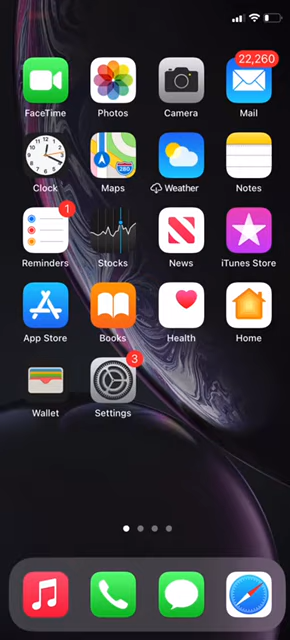 22,260
FaceTime
Photos
Camera
Mail
Clock
Maps
280
Weather
Notes
1
Reminders
Stocks
News
iTunes Store
App Store
Books
Health
Home
3
Wallet
Settings